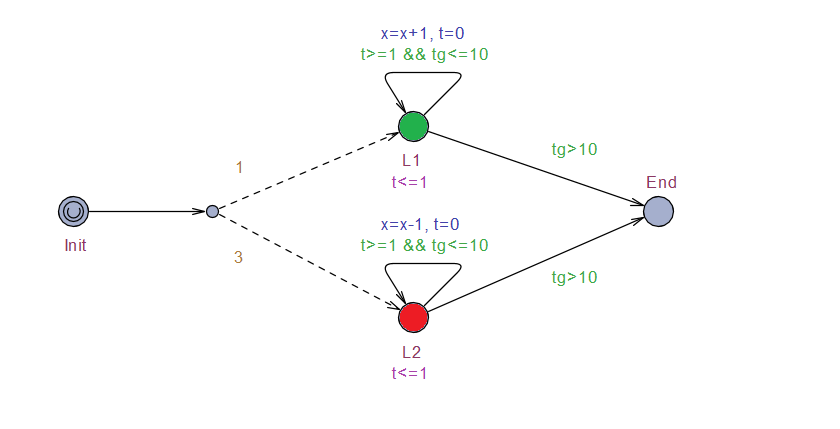 x=x+1, t=0
t>=1 && tg<=10
1
L1
t<=1
tg>10
End
Init
x=x-1, t=0
t>=1 && tg<=10
3
tg>10
L2
t<=1